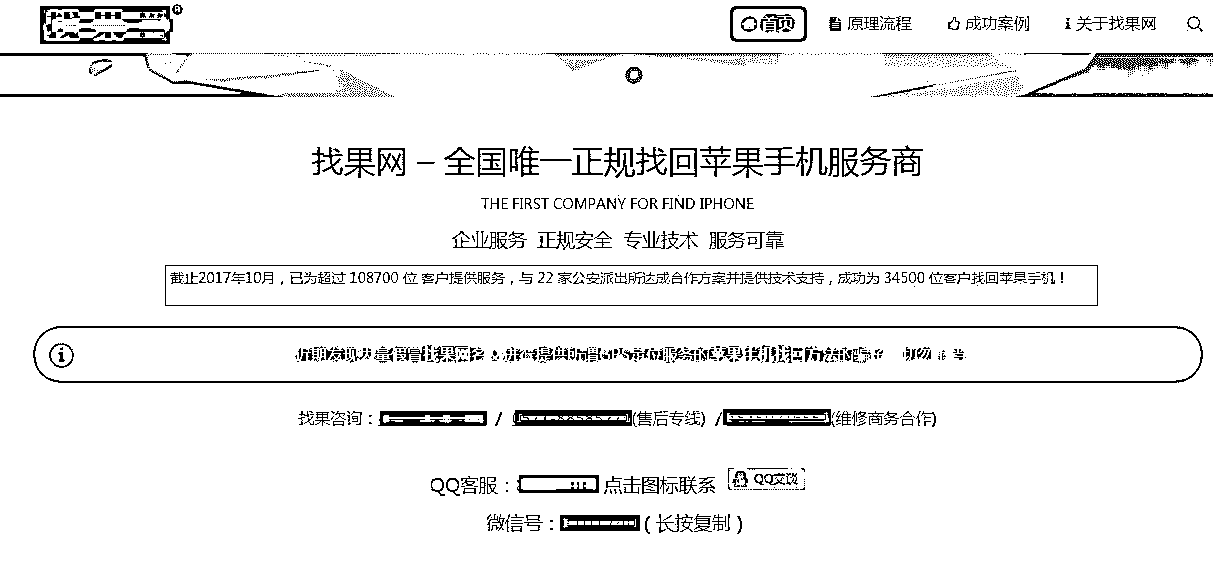 首页 原理流程 成功案例 关于找果网
找果网 – 全国唯一正规找回苹果手机服务商
THE FIRST COMPANY FOR FIND IPHONE
企业服务 正规安全 专业技术 服务可靠
截止2017年10月，已为超过 108700 位 客户提供服务，与 22 家公安派出所达成合作方案并提供技术支持，成功为 34500 位客户找回苹果手机！
近期发现大量假冒找果网名义进行提供所谓GPS定位服务的苹果手机找回方法的骗子
找果咨询： / (售后专线) / (维修商务合作)
QQ客服： 点击图标联系 QQ交谈
微信号： ( 长按复制 )